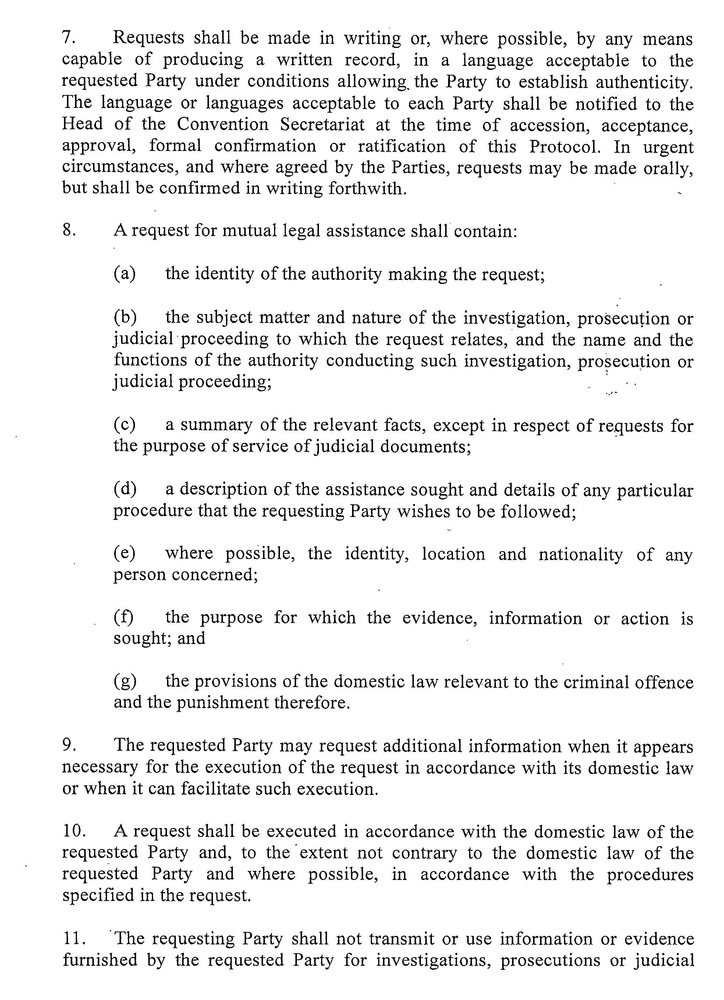 7. Requests shall be made in writing or, where possible, by any means
capable of producing a written record, in a language acceptable to the
requested Party under conditions allowing the Party to establish authenticity.
The language or languages acceptable to each Party shall be notified to the
Head of the Convention Secretariat at the time of accession, acceptance,
approval, formal confirmation or ratification of this Protocol. In urgent
circumstances, and where agreed by the Parties, requests may be made orally,
but shall be confirmed in writing forthwith.
8. A request for mutual legal assistance shall contain:
(a) the identity of the authority making the request;
(b) the subject matter and nature of the investigation, prosecution or
judicial proceeding to which the request relates, and the name and the
functions of the authority conducting such investigation, prosecution or
judicial proceeding;
(c) a summary of the relevant facts, except in respect of requests for
the purpose of service of judicial documents;
(d) a description of the assistance sought and details of any particular
procedure that the requesting Party wishes to be followed;
(e) where possible, the identity, location and nationality of any
person concerned;
(f) the purpose for which the evidence, information or action is
sought; and
(g) the provisions of the domestic law relevant to the criminal offence
and the punishment therefore.
9. The requested Party may request additional information when it appears
necessary for the execution of the request in accordance with its domestic law
or when it can facilitate such execution.
10. A request shall be executed in accordance with the domestic law of the
requested Party and, to the extent not contrary to the domestic law of the
requested Party and where possible, in accordance with the procedures
specified in the request.
11. The requesting Party shall not transmit or use information or evidence
furnished by the requested Party for investigations, prosecutions or judicial